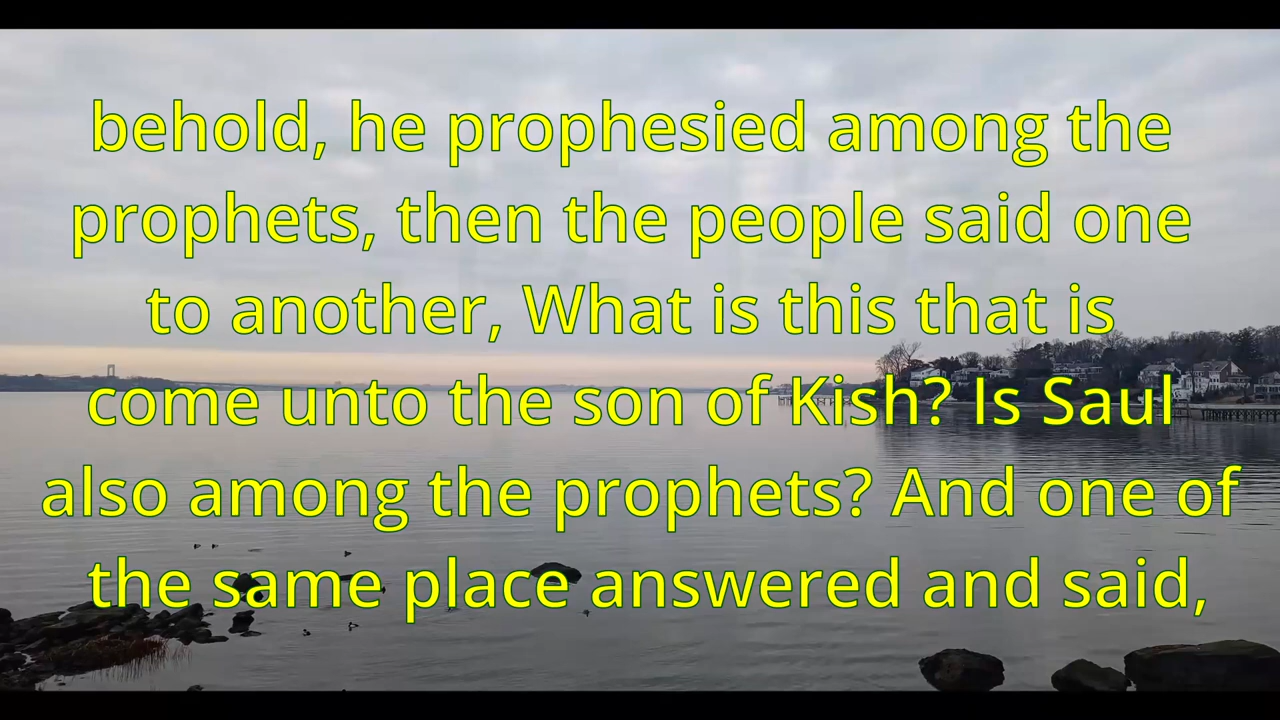 behold, he prophesied among the
prophets, then the people said one
to another, What is this that is
come unto the son of Kish? Is Saul
also among the prophets? And one of
the same place answered and said,